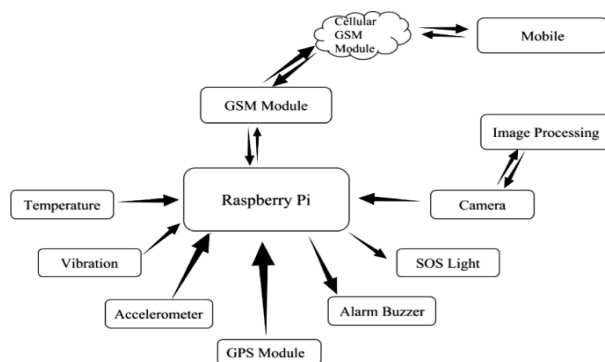 Cellular
GSM
Module
Mobile
GSM Module
Image Processing
Raspberry Pi
Temperature
Camera
Vibration
SOS Light
Accelerometer
Alarm Buzzer
GPS Module